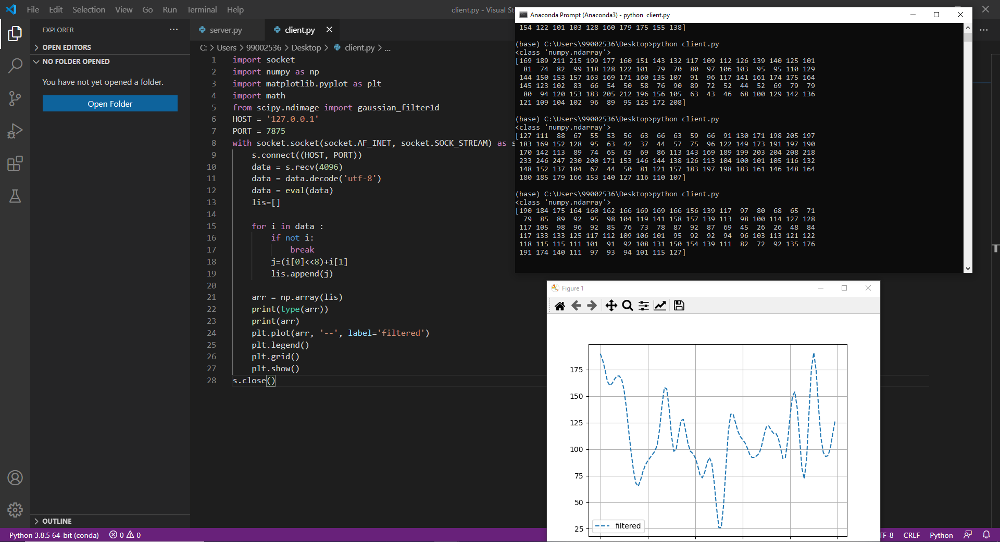 File Edit Selection View Go Run Terminal Help
client.py - Visual St
EXPLORER
OPEN EDITORS
NO FOLDER OPENED
You have not yet opened a folder.
Open Folder
OUTLINE
server.py
client.py
C: > Users > 99002536 > Desktop > client.py > ...
1 import socket
2 import numpy as np
3 import matplotlib.pyplot as plt
4 import math
5 from scipy.ndimage import gaussian_filter1d
6 HOST = '127.0.0.1'
7 PORT = 7875
8 with socket.socket(socket.AF_INET, socket.SOCK_STREAM) as s
9     s.connect((HOST, PORT))
10     data = s.recv(4096)
11     data = data.decode('utf-8')
12     data = eval(data)
13     lis=[]
14
15     for i in data :
16         if not i:
17             break
18         j=(i[0]<<8)+i[1]
19         lis.append(j)
20
21     arr = np.array(lis)
22     print(type(arr))
23     print(arr)
24     plt.plot(arr, '--', label='filtered')
25     plt.legend()
26     plt.grid()
27     plt.show()
28 s.close()
Anaconda Prompt (Anaconda3) - python client.py
154 122 101 103 128 160 179 175 155 138]
(base) C:\Users\99002536\Desktop>python client.py
<class 'numpy.ndarray'>
[169 189 211 215 199 177 160 151 143 132 117 109 112 126 139 140 125 101
81 74 82 99 118 128 122 101 79 70 80 97 106 103 95 95 110 129
144 150 153 157 163 169 171 160 135 107 91 96 117 141 161 174 175 164
145 123 102 83 66 54 50 58 76 90 89 72 52 44 52 69 79 79
80 94 120 153 183 205 212 196 156 105 63 43 46 68 100 129 142 136
121 109 104 102 96 89 95 125 172 208]
(base) C:\Users\99002536\Desktop>python client.py
<class 'numpy.ndarray'>
[127 111 88 67 55 53 56 63 66 63 59 66 91 130 171 198 205 197
183 169 152 128 95 63 42 37 44 57 75 96 122 149 173 191 197 190
170 142 113 89 74 65 63 69 86 113 143 169 189 199 203 204 208 218
233 246 247 230 200 171 153 146 144 138 126 113 104 100 101 105 116 132
148 152 137 104 67 44 50 81 121 157 183 197 198 183 161 146 148 164
180 185 179 166 153 140 127 116 110 107]
(base) C:\Users\99002536\Desktop>python client.py
<class 'numpy.ndarray'>
[190 184 175 164 160 162 166 169 169 166 156 139 117 97 80 68 65 71
79 85 89 92 95 98 104 119 141 158 157 139 113 98 100 114 127 128
117 105 98 96 92 85 76 73 78 87 92 87 69 45 26 26 48 84
117 133 133 125 117 112 109 106 101 95 92 92 94 96 103 113 121 122
118 115 115 111 101 91 92 108 131 150 154 139 111 82 72 92 135 176
191 174 140 111 97 93 94 101 115 127]
Figure 1
175
150
125
100
75
50
25
filtered
Python 3.8.5 64-bit (conda) 0 0
TF-8 CRLF Python